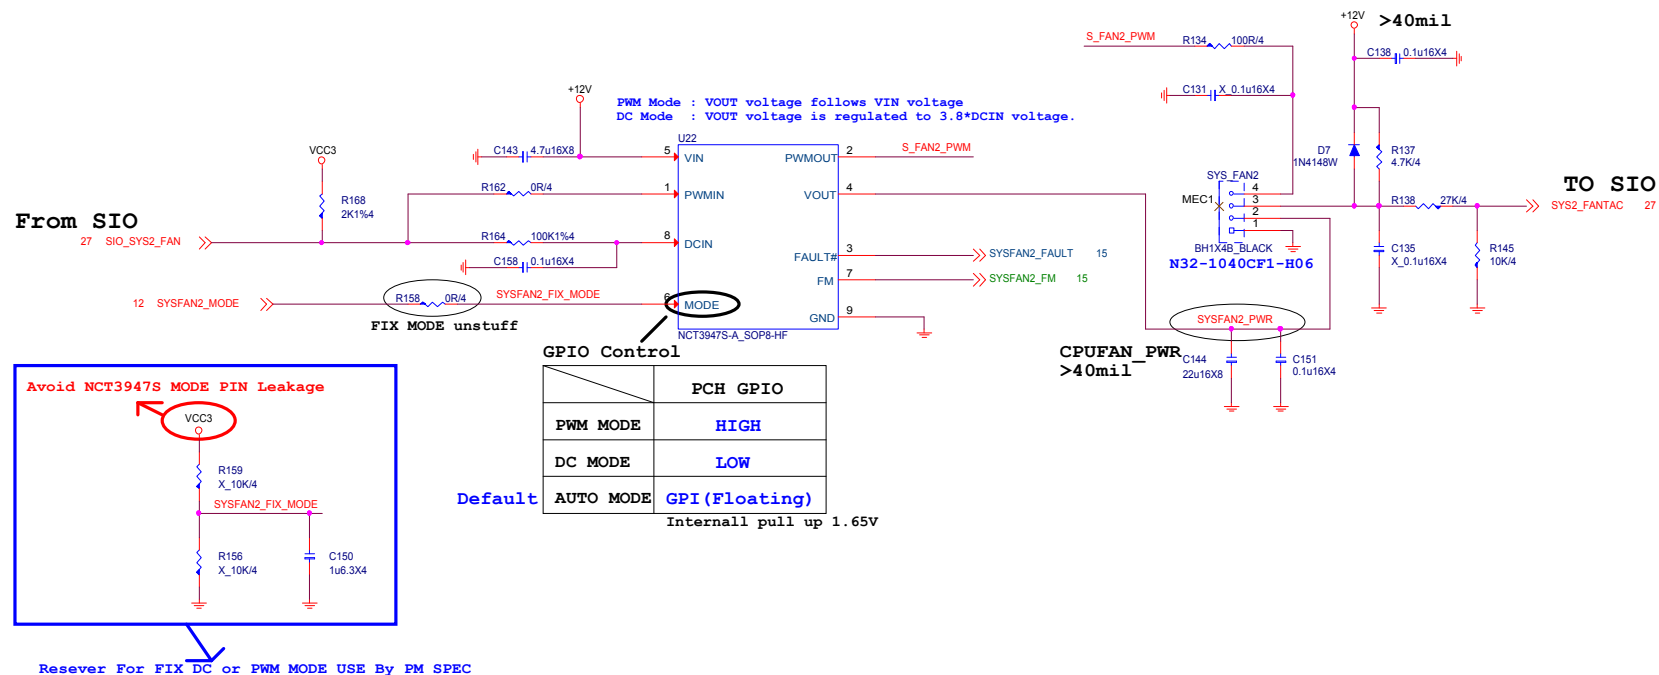 +12V
>40mil
S_FAN2_PWM
R134
100R/4
C138
0.1u16X4
+12V
C131
X_0.1u16X4
PWM Mode : VOUT voltage follows VIN voltage
DC Mode : VOUT voltage is regulated to 3.8*DCIN voltage.
U22
VCC3
C143
4.7u16X8
5
VIN
PWMOUT
2
S_FAN2_PWM
D7
1N4148W
R137
4.7K/4
R162
0R/4
1
PWMIN
VOUT
4
SYS_FAN2
MEC1
4
3
2
1
R138
27K/4
TO SIO
SYS2_FANTAC
27
R168
2K1%4
From SIO
27
SIO_SYS2_FAN
R164
100K1%4
8
DCIN
BH1X4B_BLACK
N32-1040CF1-H06
C135
X_0.1u16X4
R145
10K/4
C158
0.1u16X4
FAULT#
3
SYSFAN2_FAULT
15
FM
7
SYSFAN2_FM
15
12
SYSFAN2_MODE
R158
0R/4
SYSFAN2_FIX_MODE
6
MODE
GND
9
FIX MODE unstuff
NCT3947S-A_SOP8-HF
SYSFAN2_PWR
GPIO Control
CPUFAN_PWR
>40mil
C144
22u16X8
C151
0.1u16X4
PCH GPIO
PWM MODE
HIGH
DC MODE
LOW
Default
AUTO MODE
GPI(Floating)
Internall pull up 1.65V
Avoid NCT3947S MODE PIN Leakage
VCC3
R159
X_10K/4
SYSFAN2_FIX_MODE
R156
X_10K/4
C150
1u6.3X4
Resever For FIX DC or PWM MODE USE By PM SPEC